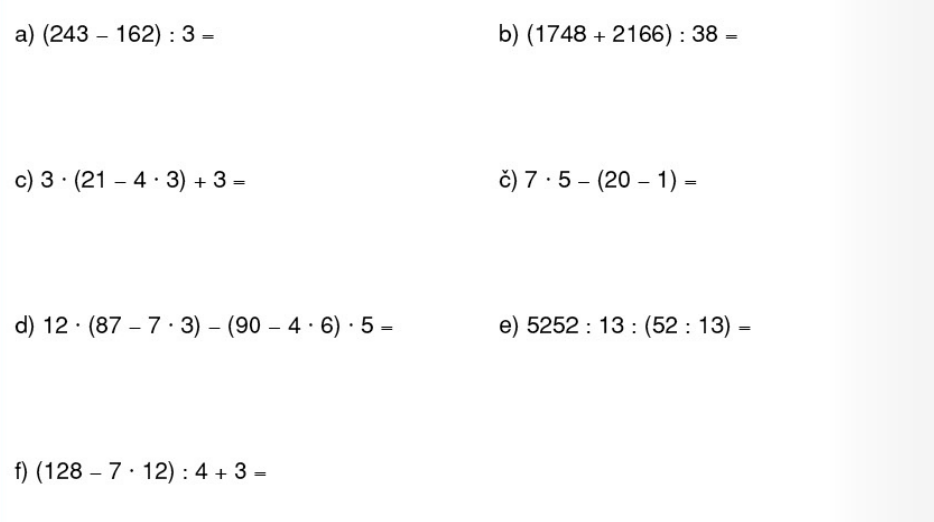 a) (243 – 162) : 3 =
b) (1748 + 2166) : 38 =
c) 3 · (21 – 4 · 3) + 3 =
č) 7 · 5 – (20 – 1) =
d) 12 · (87 – 7 · 3) – (90 – 4 · 6) · 5 =
e) 5252 : 13 : (52 : 13) =
f) (128 – 7 · 12) : 4 + 3 =